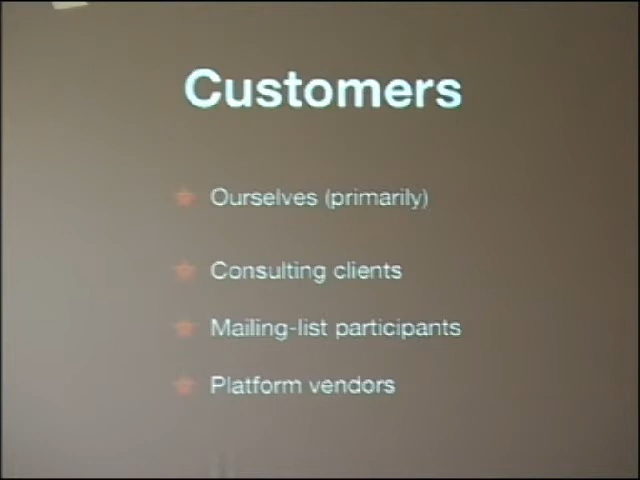 Customers
Ourselves (primarily)
Consulting clients
Mailing-list participants
Platform vendors